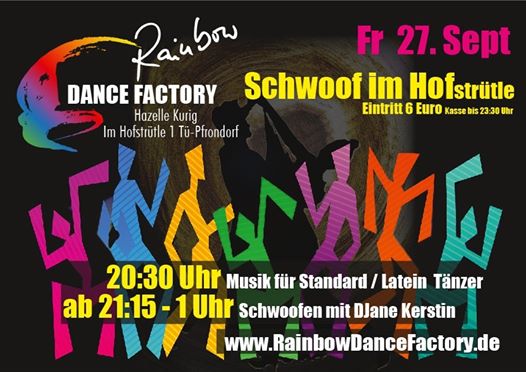 Rainbow
DANCE FACTORY
Hazelle Kurig
Im Hofstrütle 1 Tü-Pfrondorf
Fr 27. Sept
Schwoof im Hofstrütle
Eintritt 6 Euro Kasse bis 23:30 Uhr
20:30 Uhr Musik für Standard / Latein Tänzer
ab 21:15 - 1 Uhr Schwoofen mit DJane Kerstin
www.RainbowDanceFactory.de